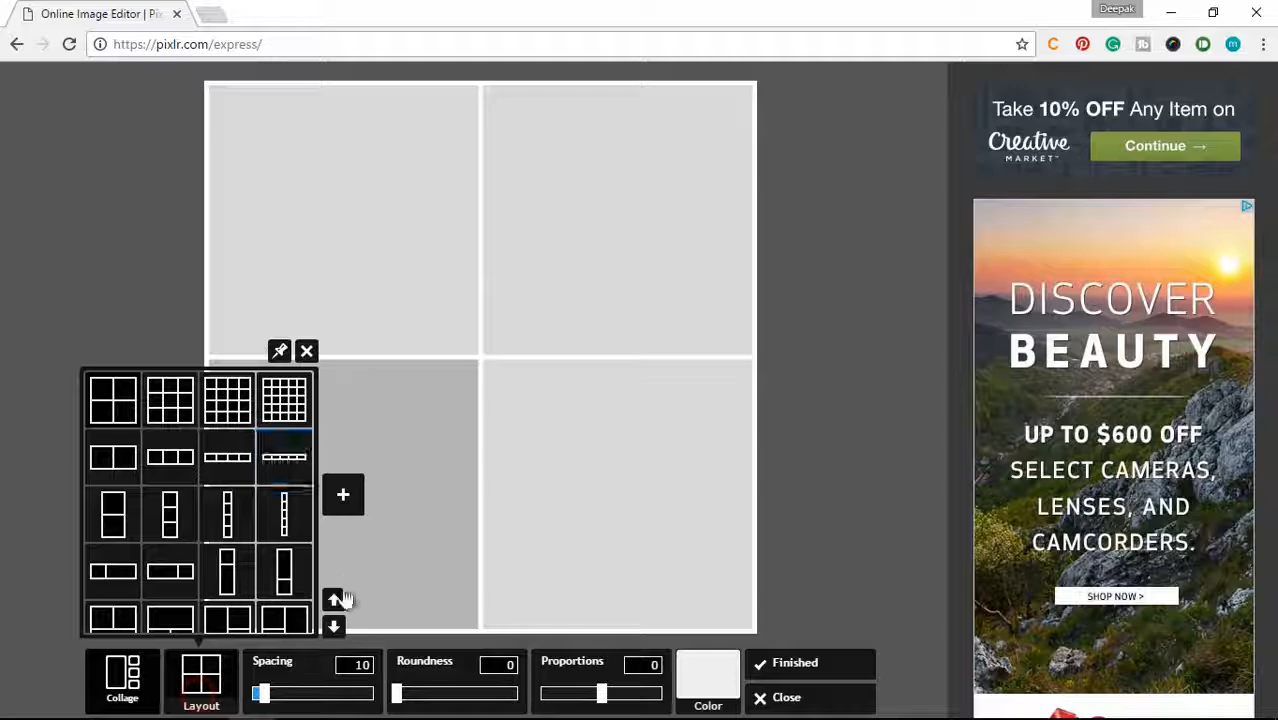 Online Image Editor | Pix
Deepak
https://pixlr.com/express/
Take 10% OFF Any Item on
Creative
MARKET
Continue →
DISCOVER
BEAUTY
UP TO $600 OFF
SELECT CAMERAS,
LENSES, AND
CAMCORDERS.
SHOP NOW >
Collage
Layout
Spacing 10
Roundness 0
Proportions 0
Color
Finished
Close